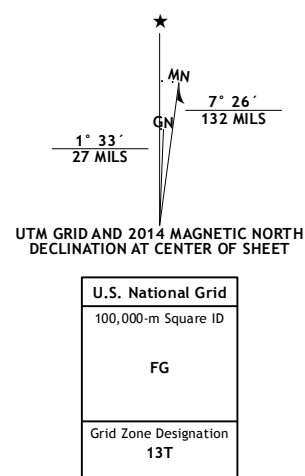 MN
GN
7° 26´
132 MILS
1° 33´
27 MILS
UTM GRID AND 2014 MAGNETIC NORTH
DECLINATION AT CENTER OF SHEET
U.S. National Grid
100,000-m Square ID
FG
Grid Zone Designation
13T